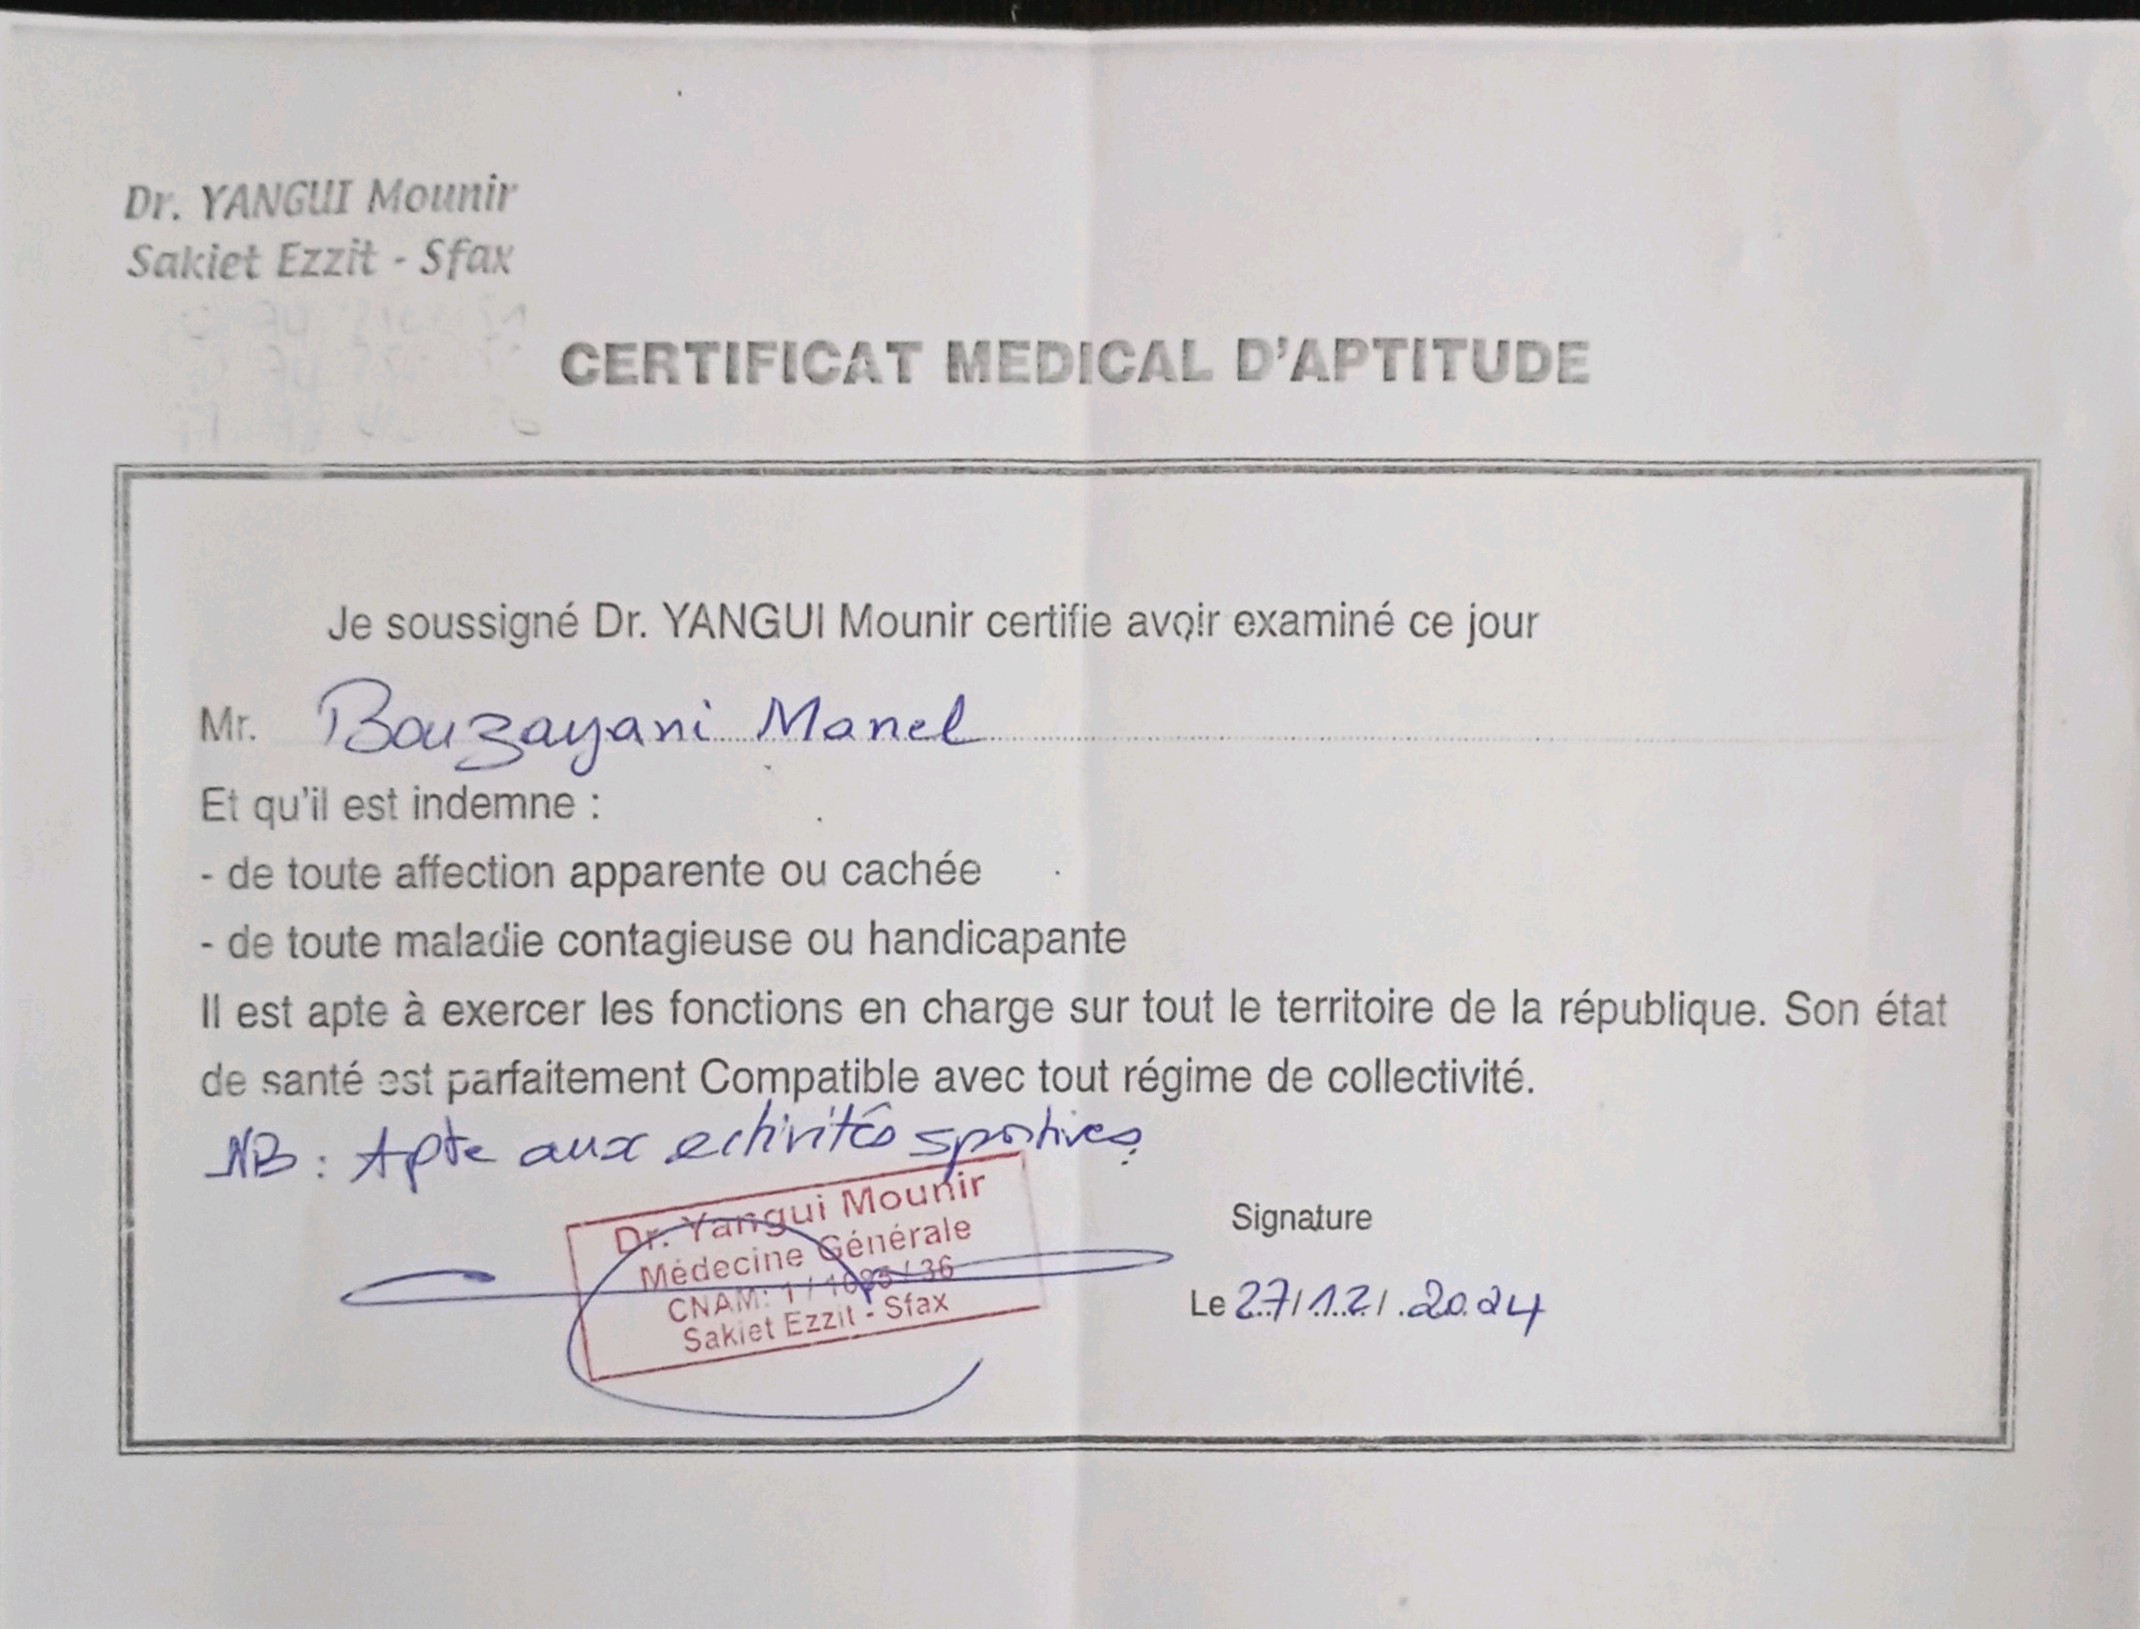 Dr. YANGUI Mounir
Sakiet Ezzit - Sfax
CERTIFICAT MEDICAL D'APTITUDE
Je soussigné Dr. YANGUI Mounir certifie avoir examiné ce jour
Mr. Bouzayani Manel
Et qu'il est indemne :
- de toute affection apparente ou cachée
- de toute maladie contagieuse ou handicapante
Il est apte à exercer les fonctions en charge sur tout le territoire de la république. Son état
de santé est parfaitement Compatible avec tout régime de collectivité.
NB : Apte aux activités sportives.
Dr. Yangui Mounir
Médecine Générale
CNAM: 1 / / 36
Sakiet Ezzit - Sfax
Signature
Le 27/12/.2024